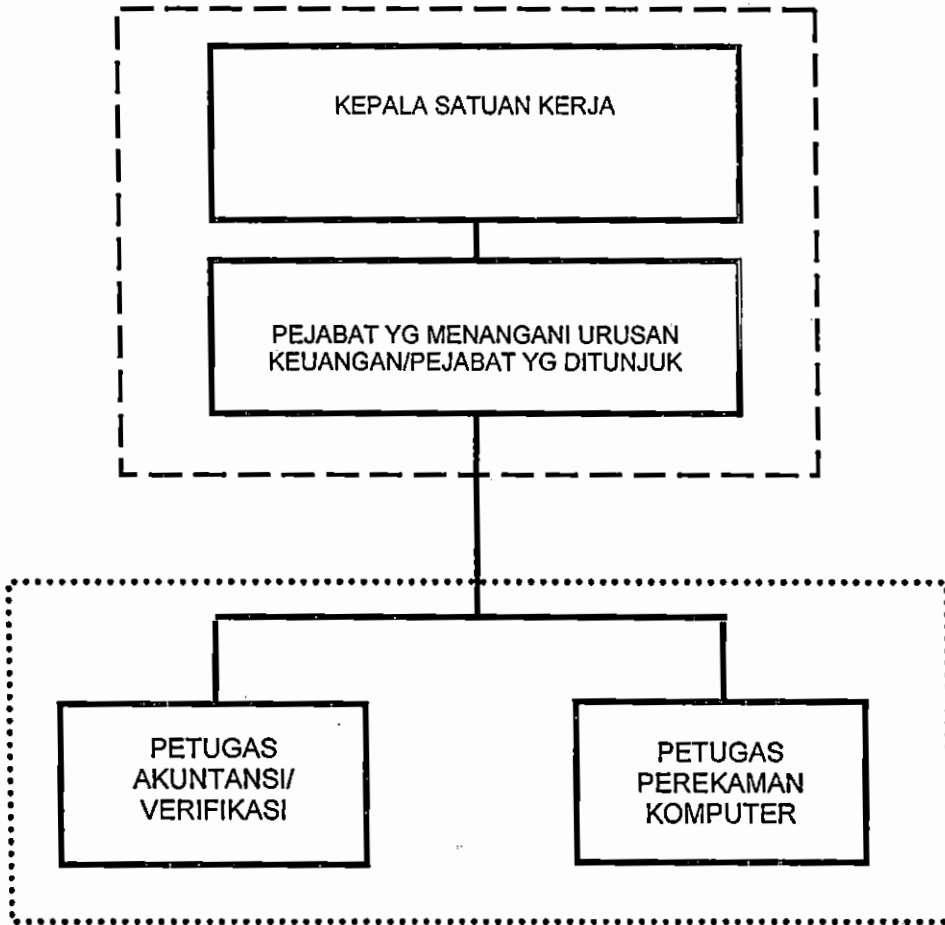 KEPALA SATUAN KERJA
PEJABAT YG MENANGANI URUSAN
KEUANGAN/PEJABAT YG DITUNJUK
PETUGAS
AKUNTANSI/
VERIFIKASI
PETUGAS
PEREKAMAN
KOMPUTER